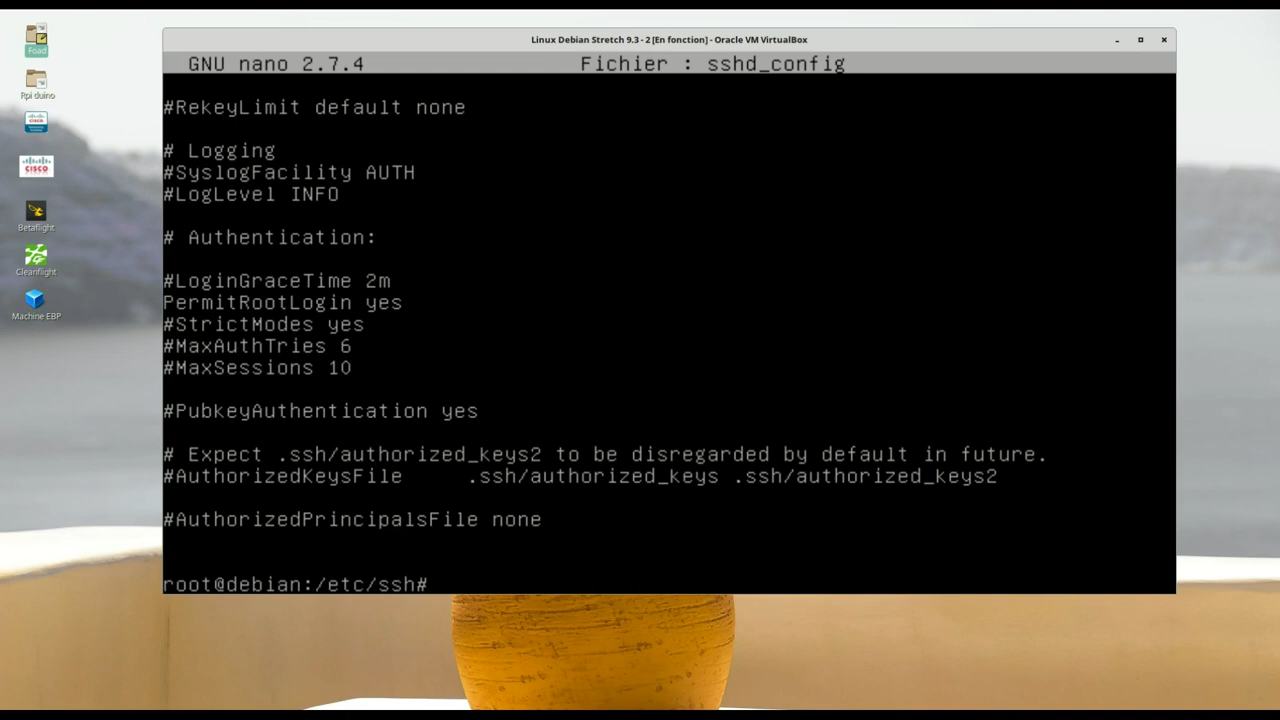 Linux Debian Stretch 9.3 - 2 [En fonction] - Oracle VM VirtualBox
GNU nano 2.7.4 Fichier : sshd_config
#RekeyLimit default none
# Logging
#SyslogFacility AUTH
#LogLevel INFO
# Authentication:
#LoginGraceTime 2m
PermitRootLogin yes
#StrictModes yes
#MaxAuthTries 6
#MaxSessions 10
#PubkeyAuthentication yes
# Expect .ssh/authorized_keys2 to be disregarded by default in future.
#AuthorizedKeysFile .ssh/authorized_keys .ssh/authorized_keys2
#AuthorizedPrincipalsFile none
root@debian:/etc/ssh#
Foad
Rpi duino
CISCO
CISCO
Betaflight
Cleanflight
Machine EBP